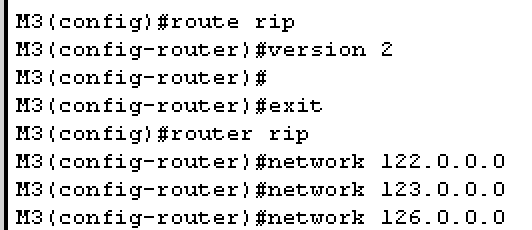 M3(config)#route rip
M3(config-router)#version 2
M3(config-router)#
M3(config-router)#exit
M3(config)#router rip
M3(config-router)#network 122.0.0.0
M3(config-router)#network 123.0.0.0
M3(config-router)#network 126.0.0.0